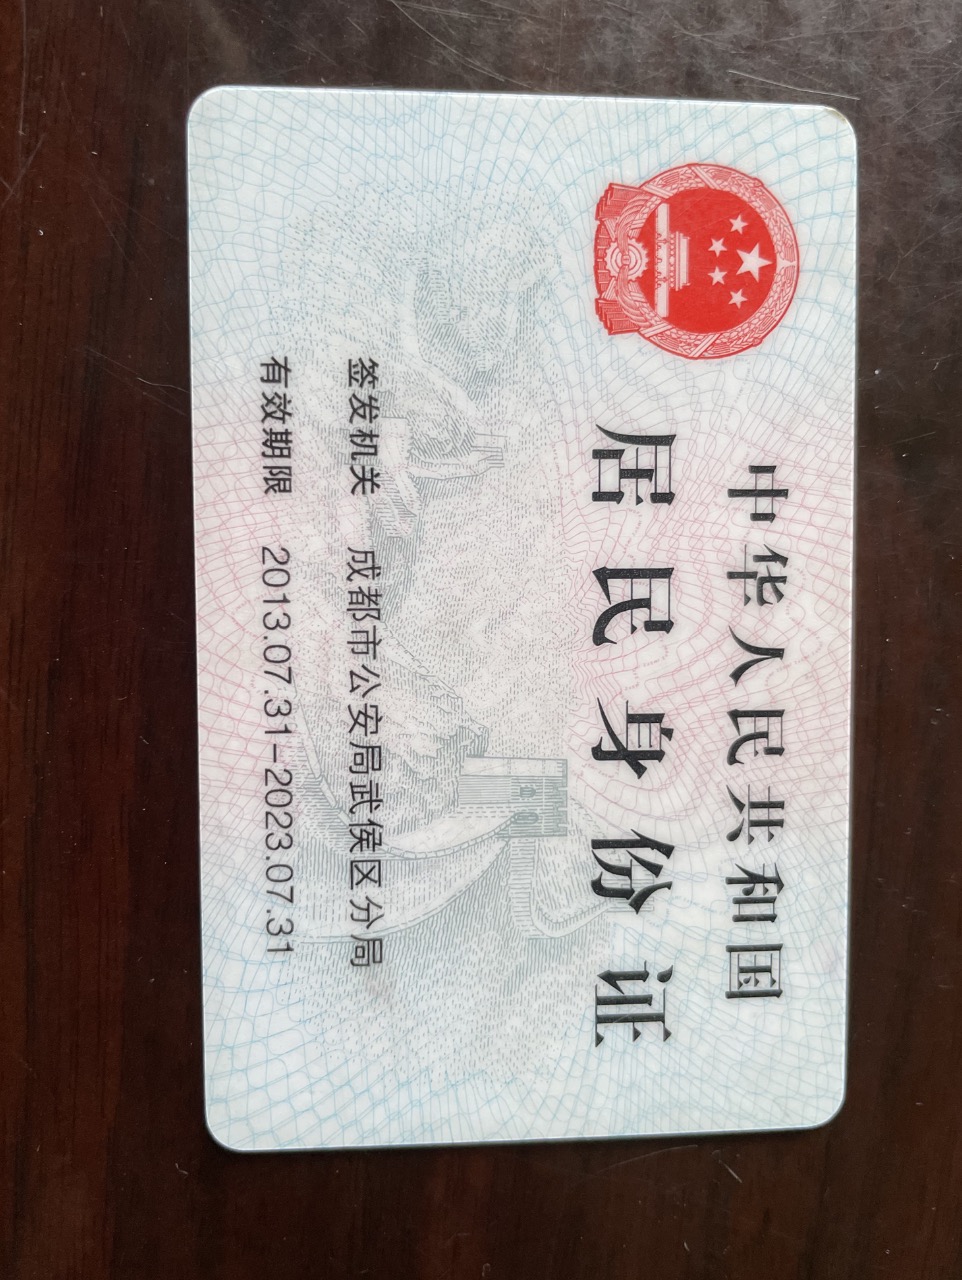 中华人民共和国
居民身份证
签发机关 成都市公安局武侯区分局
有效期限 2013.07.31-2023.07.31